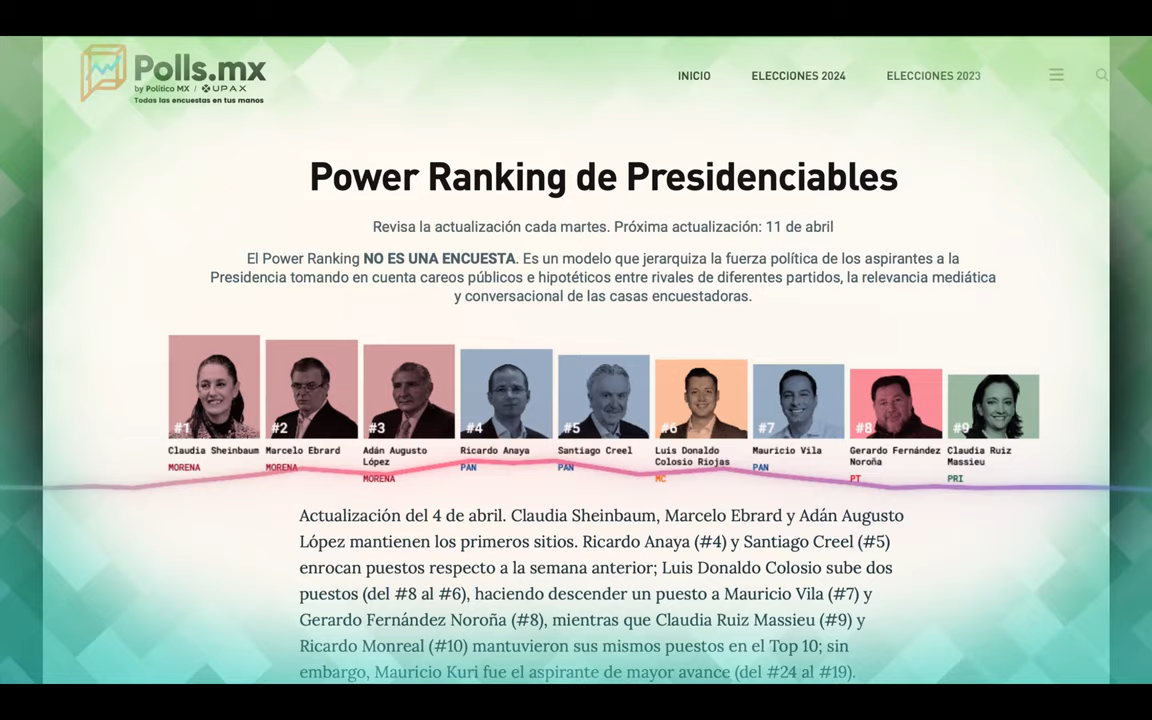 Polls.mx
by Político MX / UPAX
Todas las encuestas en tus manos
INICIO
ELECCIONES 2024
ELECCIONES 2023
Power Ranking de Presidenciables
Revisa la actualización cada martes. Próxima actualización: 11 de abril
El Power Ranking NO ES UNA ENCUESTA. Es un modelo que jerarquiza la fuerza política de los aspirantes a la
Presidencia tomando en cuenta careos públicos e hipotéticos entre rivales de diferentes partidos, la relevancia mediática
y conversacional de las casas encuestadoras.
#1
Claudia Sheinbaum
MORENA
#2
Marcelo Ebrard
MORENA
#3
Adán Augusto
López
MORENA
#4
Ricardo Anaya
PAN
#5
Santiago Creel
PAN
#6
Luis Donaldo
Colosio Riojas
MC
#7
Mauricio Vila
PAN
#8
Gerardo Fernández
Noroña
PT
#9
Claudia Ruiz
Massieu
PRI
Actualización del 4 de abril. Claudia Sheinbaum, Marcelo Ebrard y Adán Augusto
López mantienen los primeros sitios. Ricardo Anaya (#4) y Santiago Creel (#5)
enrocan puestos respecto a la semana anterior; Luis Donaldo Colosio sube dos
puestos (del #8 al #6), haciendo descender un puesto a Mauricio Vila (#7) y
Gerardo Fernández Noroña (#8), mientras que Claudia Ruiz Massieu (#9) y
Ricardo Monreal (#10) mantuvieron sus mismos puestos en el Top 10; sin
embargo, Mauricio Kuri fue el aspirante de mayor avance (del #24 al #19).